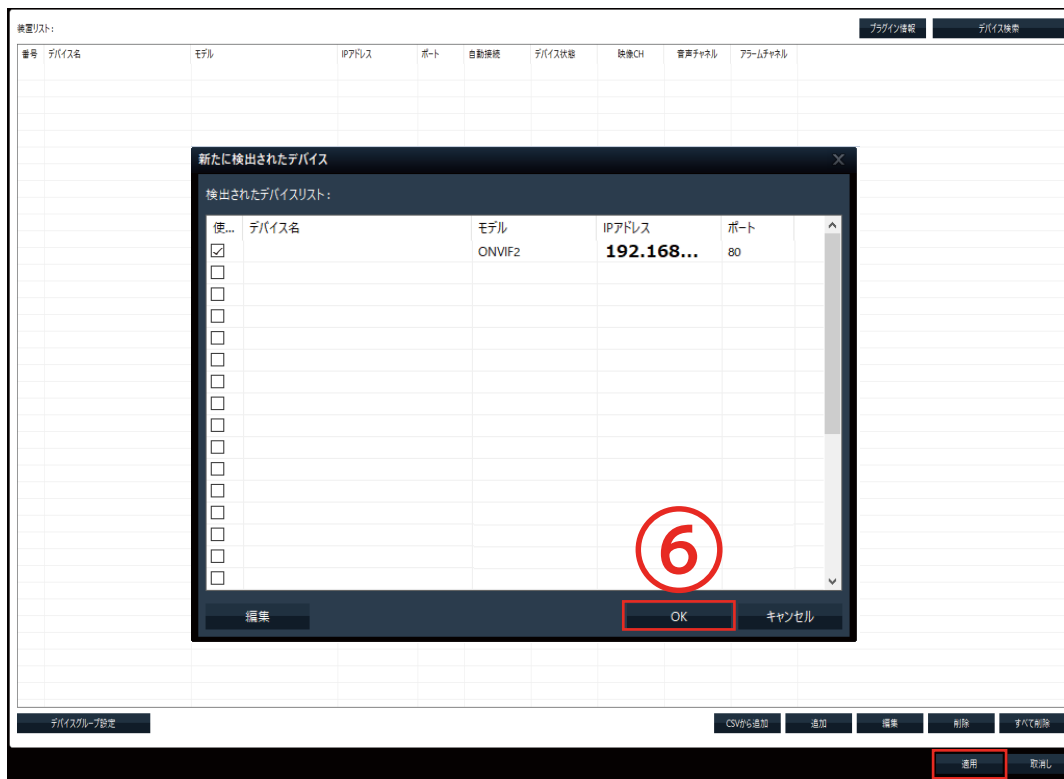 装置リスト:
プラグイン情報 デバイス検索
番号 デバイス名 モデル IPアドレス ポート 自動接続 デバイス状態 映像CH 音声チャネル アラームチャネル
新たに検出されたデバイス
検出されたデバイスリスト:
使... デバイス名 モデル IPアドレス ポート
ONVIF2 192.168... 80
⑥
編集 OK キャンセル
デバイスグループ設定 CSVから追加 追加 編集 削除 すべて削除
適用 取消し